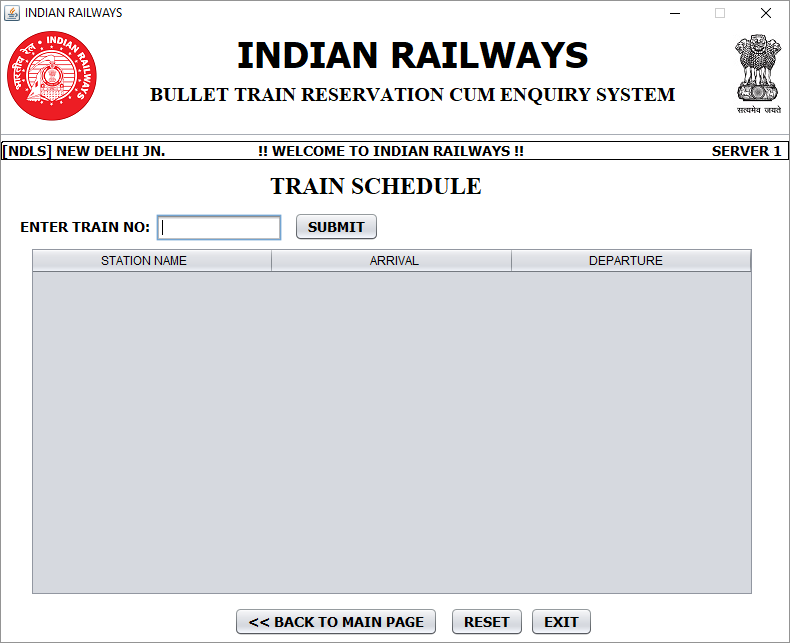 INDIAN RAILWAYS
भारतीय रेल
INDIAN RAILWAYS
INDIAN RAILWAYS
BULLET TRAIN RESERVATION CUM ENQUIRY SYSTEM
सत्यमेव जयते
[NDLS] NEW DELHI JN. !! WELCOME TO INDIAN RAILWAYS !! SERVER 1
TRAIN SCHEDULE
ENTER TRAIN NO: SUBMIT
STATION NAME ARRIVAL DEPARTURE
<< BACK TO MAIN PAGE RESET EXIT